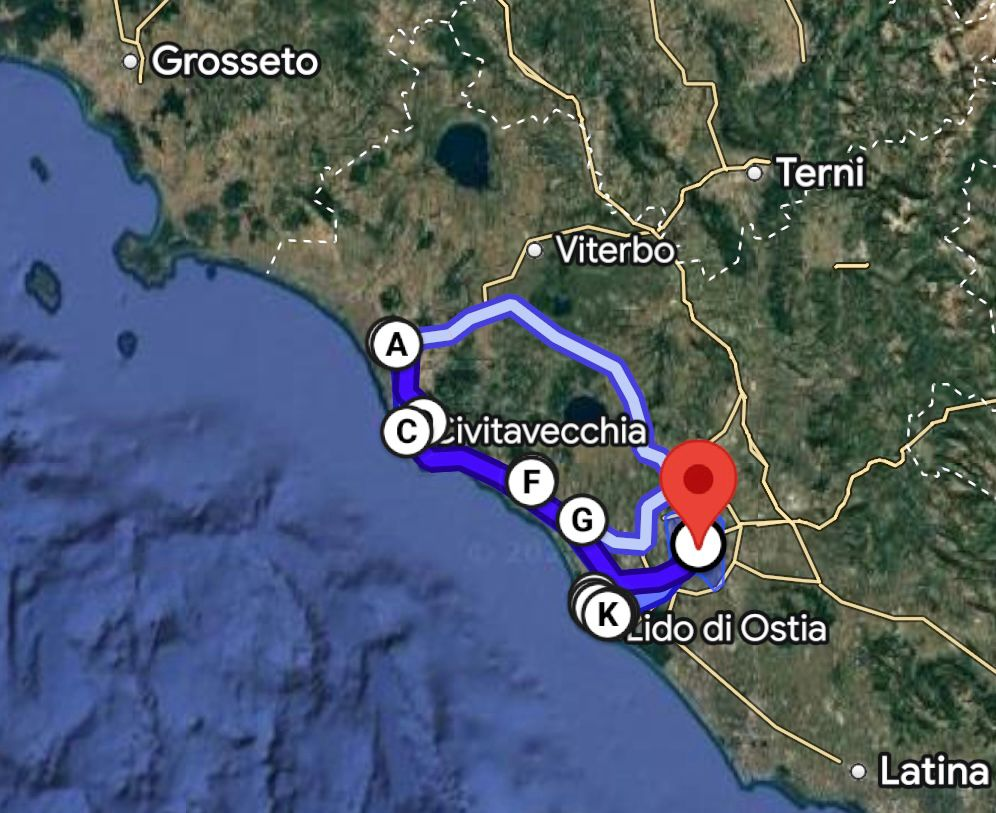 Grosseto
Terni
Viterbo
A
C
Civitavecchia
F
G
K
Lido di Ostia
Latina